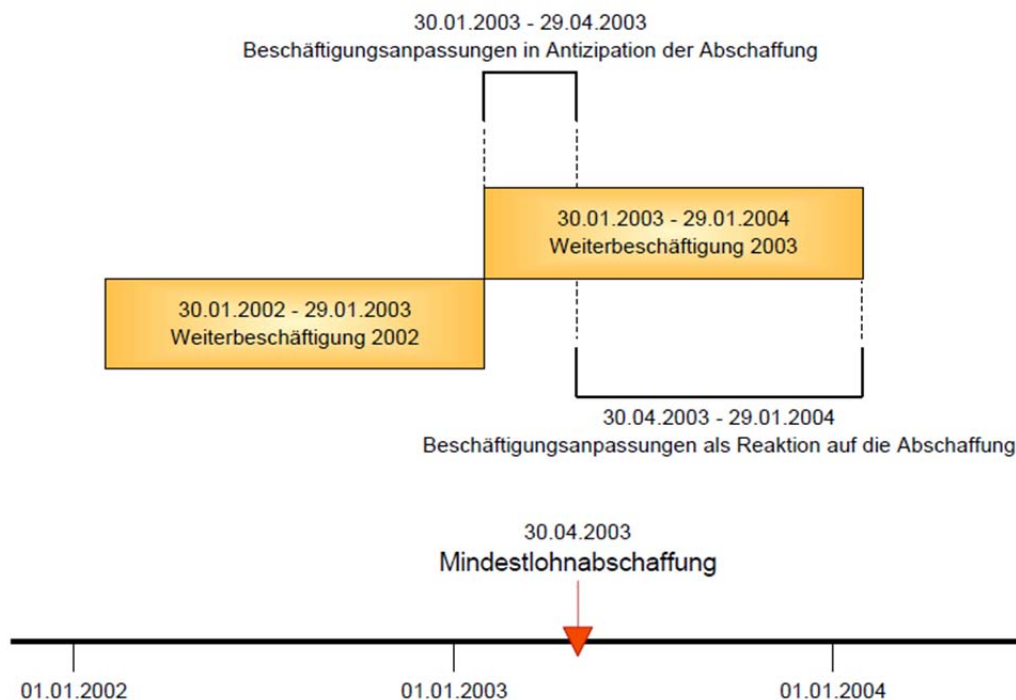 30.01.2003 - 29.04.2003
Beschäftigungsanpassungen in Antizipation der Abschaffung
30.01.2003 - 29.01.2004
Weiterbeschäftigung 2003
30.01.2002 - 29.01.2003
Weiterbeschäftigung 2002
30.04.2003 - 29.01.2004
Beschäftigungsanpassungen als Reaktion auf die Abschaffung
30.04.2003
Mindestlohnabschaffung
01.01.2002
01.01.2003
01.01.2004